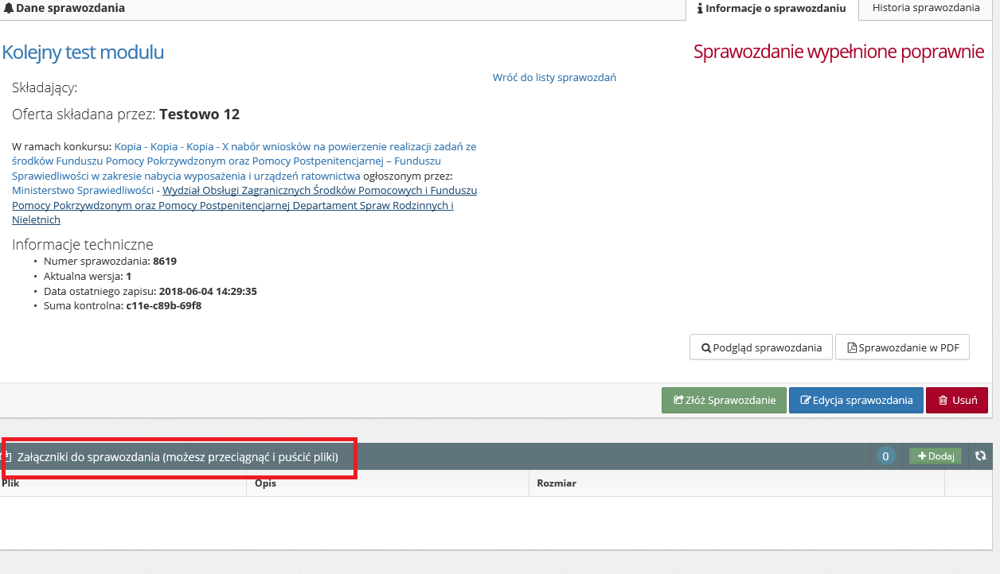 Dane sprawozdania
Informacje o sprawozdaniu
Historia sprawozdania
Kolejny test modulu
Sprawozdanie wypełnione poprawnie
Wróć do listy sprawozdań
Składający:
Oferta składana przez: Testowo 12
W ramach konkursu: Kopia - Kopia - Kopia - X nabór wniosków na powierzenie realizacji zadań ze
środków Funduszu Pomocy Pokrzywdzonym oraz Pomocy Postpenitencjarnej – Funduszu
Sprawiedliwości w zakresie nabycia wyposażenia i urządzeń ratownictwa ogłoszonym przez:
Ministerstwo Sprawiedliwości - Wydział Obsługi Zagranicznych Środków Pomocowych i Funduszu
Pomocy Pokrzywdzonym oraz Pomocy Postpenitencjarnej Departament Spraw Rodzinnych i
Nieletnich
Informacje techniczne
• Numer sprawozdania: 8619
• Aktualna wersja: 1
• Data ostatniego zapisu: 2018-06-04 14:29:35
• Suma kontrolna: c11e-c89b-69f8
Podgląd sprawozdania
Sprawozdanie w PDF
Złóż Sprawozdanie
Edycja sprawozdania
Usuń
Załączniki do sprawozdania (możesz przeciągnąć i puścić pliki)
0
Dodaj
Plik
Opis
Rozmiar